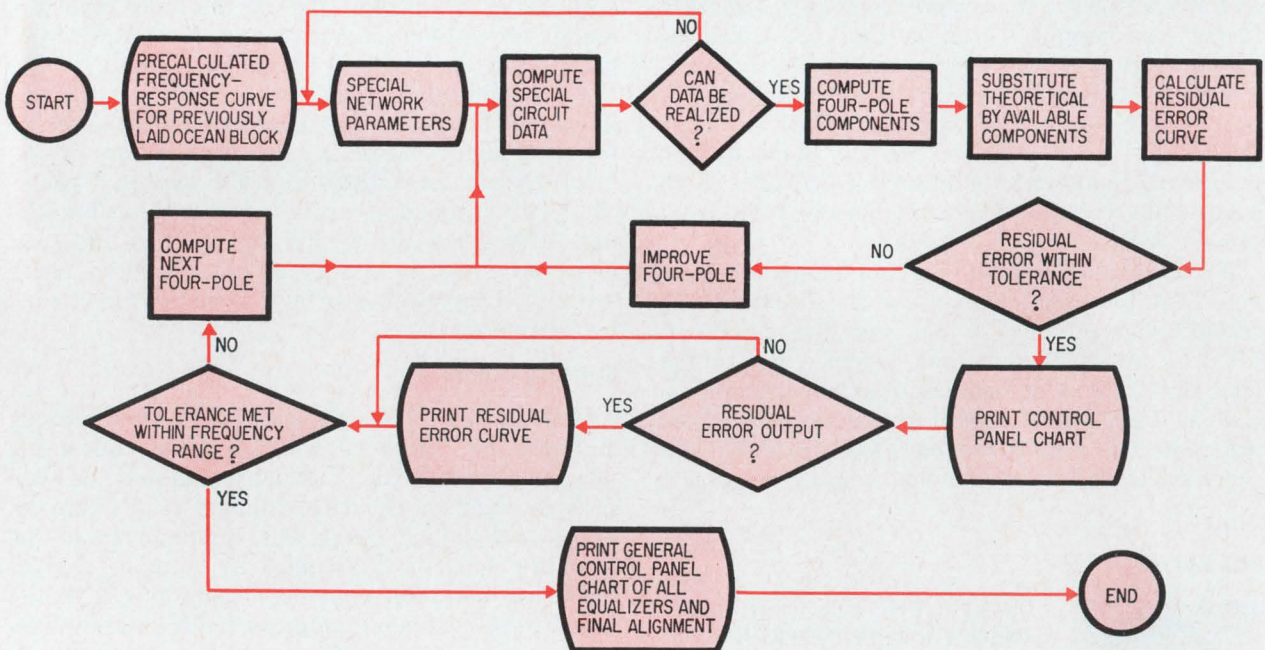 START
PRECALCULATED
FREQUENCY-
RESPONSE CURVE
FOR PREVIOUSLY
LAID OCEAN BLOCK
SPECIAL
NETWORK
PARAMETERS
COMPUTE
SPECIAL
CIRCUIT
DATA
NO
CAN
DATA BE
REALIZED
?
YES
COMPUTE
FOUR-POLE
COMPONENTS
SUBSTITUTE
THEORETICAL
BY AVAILABLE
COMPONENTS
CALCULATE
RESIDUAL
ERROR
CURVE
RESIDUAL
ERROR WITHIN
TOLERANCE
?
NO
IMPROVE
FOUR-POLE
COMPUTE
NEXT
FOUR-POLE
YES
PRINT CONTROL
PANEL CHART
RESIDUAL
ERROR OUTPUT
?
NO
YES
PRINT RESIDUAL
ERROR CURVE
TOLERANCE MET
WITHIN FREQUENCY
RANGE ?
NO
YES
PRINT GENERAL
CONTROL PANEL
CHART OF ALL
EQUALIZERS AND
FINAL ALIGNMENT
END